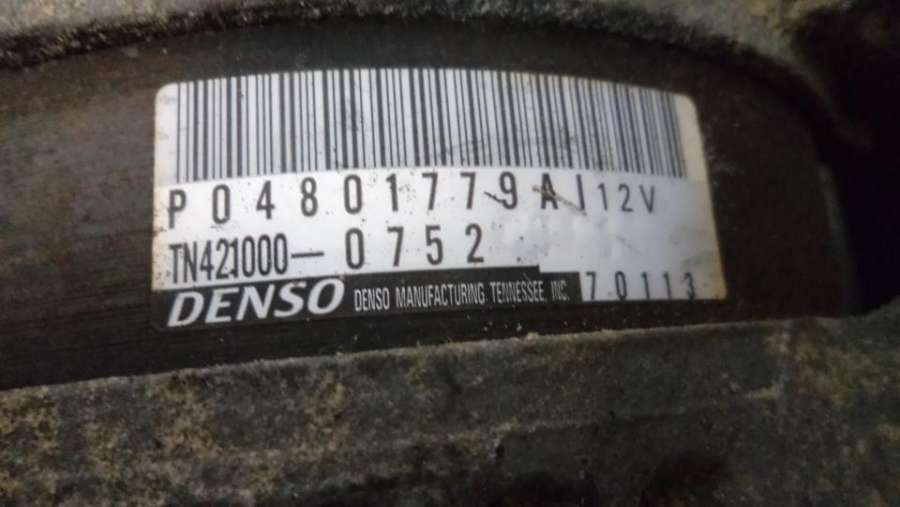 P04801779AI 12V
TN421000-0752
DENSO DENSO MANUFACTURING TENNESSEE, INC. 70113